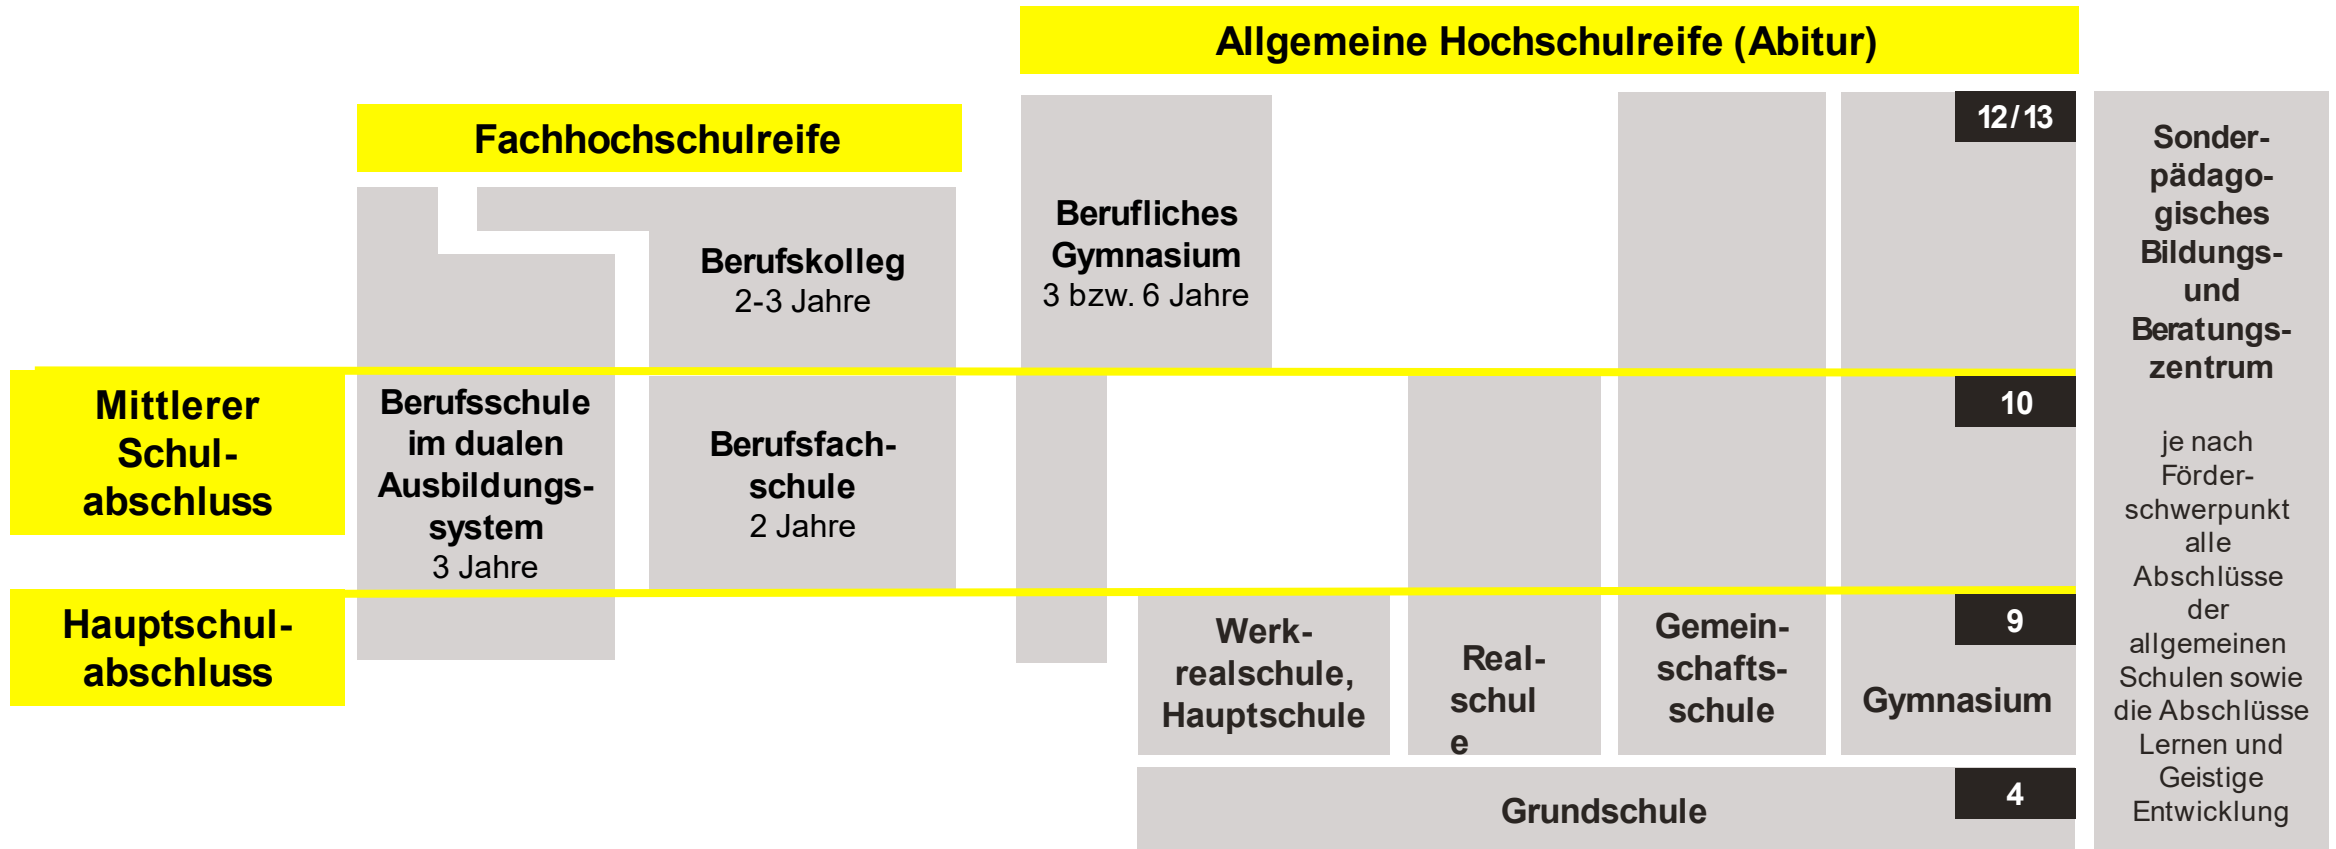 Allgemeine Hochschulreife (Abitur)
Fachhochschulreife
12/13
Berufliches
Gymnasium
3 bzw. 6 Jahre
Berufskolleg
2-3 Jahre
Mittlerer
Schul-
abschluss
Berufsschule
im dualen
Ausbildungs-
system
3 Jahre
Berufsfach-
schule
2 Jahre
10
Hauptschul-
abschluss
Werk-
realschule,
Hauptschule
Real-
schul
e
Gemein-
schafts-
schule
9
Gymnasium
Grundschule
4
Sonder-
pädago-
gisches
Bildungs-
und
Beratungs-
zentrum
je nach
Förder-
schwerpunkt
alle
Abschlüsse
der
allgemeinen
Schulen sowie
die Abschlüsse
Lernen und
Geistige
Entwicklung